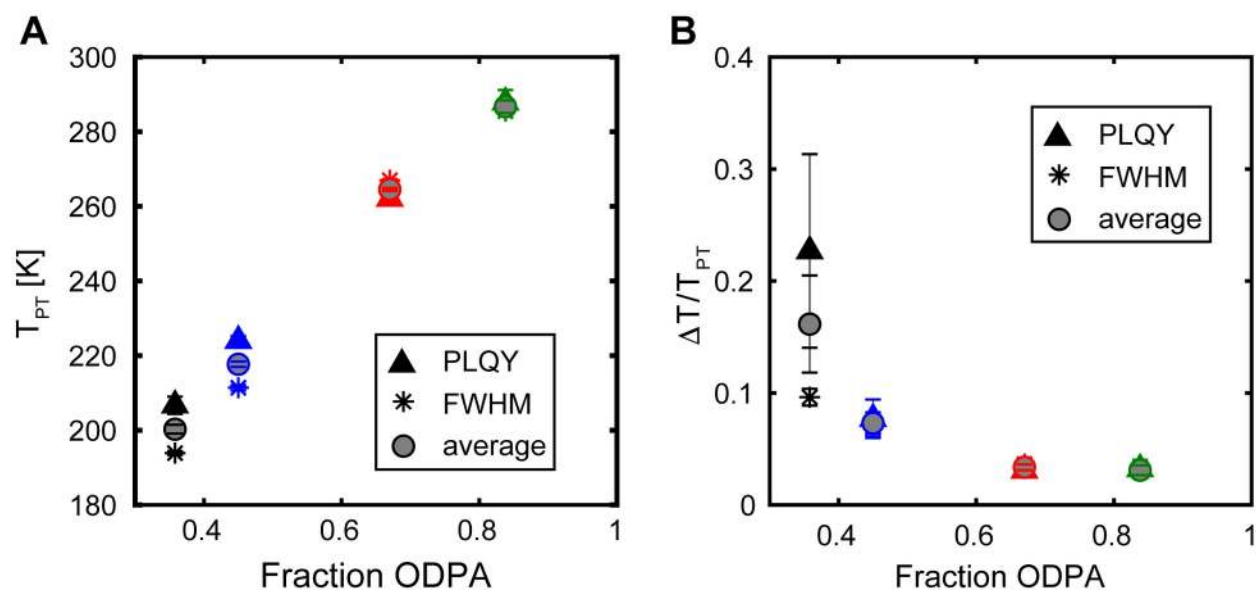 A
300
280
260
240
220
200
180
T_PT [K]
PLQY
FWHM
average
0.4
0.6
0.8
1
Fraction ODPA
B
0.4
0.3
0.2
0.1
0
ΔT/T_PT
PLQY
FWHM
average
0.4
0.6
0.8
1
Fraction ODPA